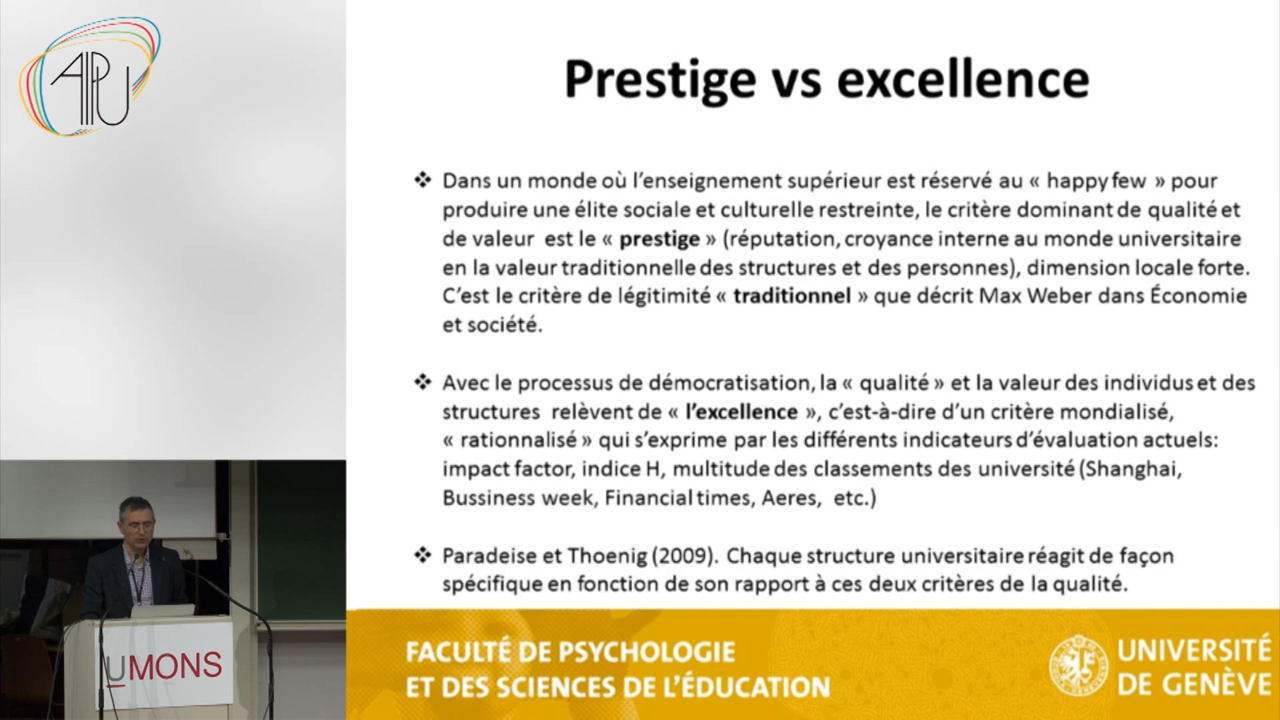 AIPU
Prestige vs excellence
❖ Dans un monde où l'enseignement supérieur est réservé au « happy few » pour
produire une élite sociale et culturelle restreinte, le critère dominant de qualité et
de valeur est le « prestige » (réputation, croyance interne au monde universitaire
en la valeur traditionnelle des structures et des personnes), dimension locale forte.
C'est le critère de légitimité « traditionnel » que décrit Max Weber dans Économie
et société.
❖ Avec le processus de démocratisation, la « qualité » et la valeur des individus et des
structures relèvent de « l'excellence », c'est-à-dire d'un critère mondialisé,
« rationnalisé » qui s'exprime par les différents indicateurs d'évaluation actuels:
impact factor, indice H, multitude des classements des université (Shanghai,
Bussiness week, Financial times, Aeres, etc.)
❖ Paradeise et Thoenig (2009). Chaque structure universitaire réagit de façon
spécifique en fonction de son rapport à ces deux critères de la qualité.
UMONS
FACULTÉ DE PSYCHOLOGIE
ET DES SCIENCES DE L'ÉDUCATION
UNIVERSITÉ
DE GENÈVE